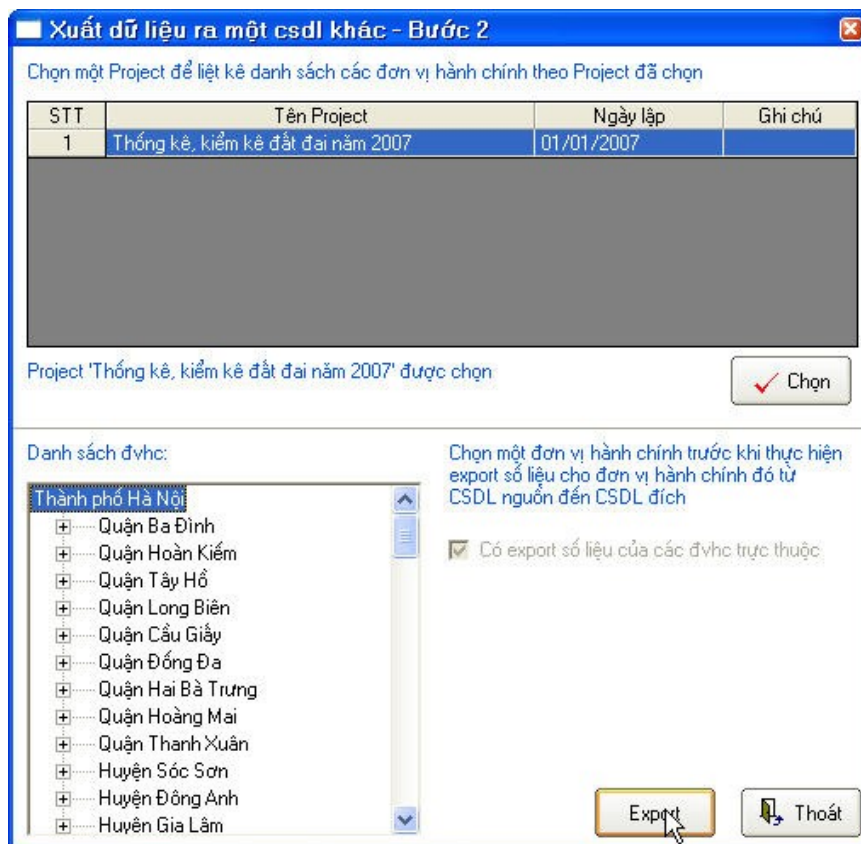 Xuất dữ liệu ra một csdl khác - Bước 2
Chọn một Project để liệt kê danh sách các đơn vị hành chính theo Project đã chọn
STT Tên Project Ngày lập Ghi chú
1 Thống kê, kiểm kê đất đai năm 2007 01/01/2007
Project 'Thống kê, kiểm kê đất đai năm 2007' được chọn
Chọn
Danh sách đvhc:
Thành phố Hà Nội
Quận Ba Đình
Quận Hoàn Kiếm
Quận Tây Hồ
Quận Long Biên
Quận Cầu Giấy
Quận Đống Đa
Quận Hai Bà Trưng
Quận Hoàng Mai
Quận Thanh Xuân
Huyện Sóc Sơn
Huyện Đông Anh
Huyện Gia Lâm
Chọn một đơn vị hành chính trước khi thực hiện
export số liệu cho đơn vị hành chính đó từ
CSDL nguồn đến CSDL đích
Có export số liệu của các đvhc trực thuộc
Export
Thoát